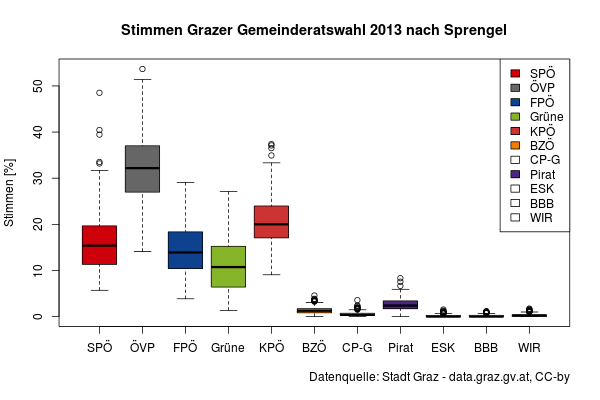 Stimmen Grazer Gemeinderatswahl 2013 nach Sprengel
Stimmen [%]
50
40
30
20
10
0
SPÖ
ÖVP
FPÖ
Grüne
KPÖ
BZÖ
CP-G
Pirat
ESK
BBB
WIR
SPÖ ÖVP FPÖ Grüne KPÖ BZÖ CP-G Pirat ESK BBB WIR
Datenquelle: Stadt Graz - data.graz.gv.at, CC-by